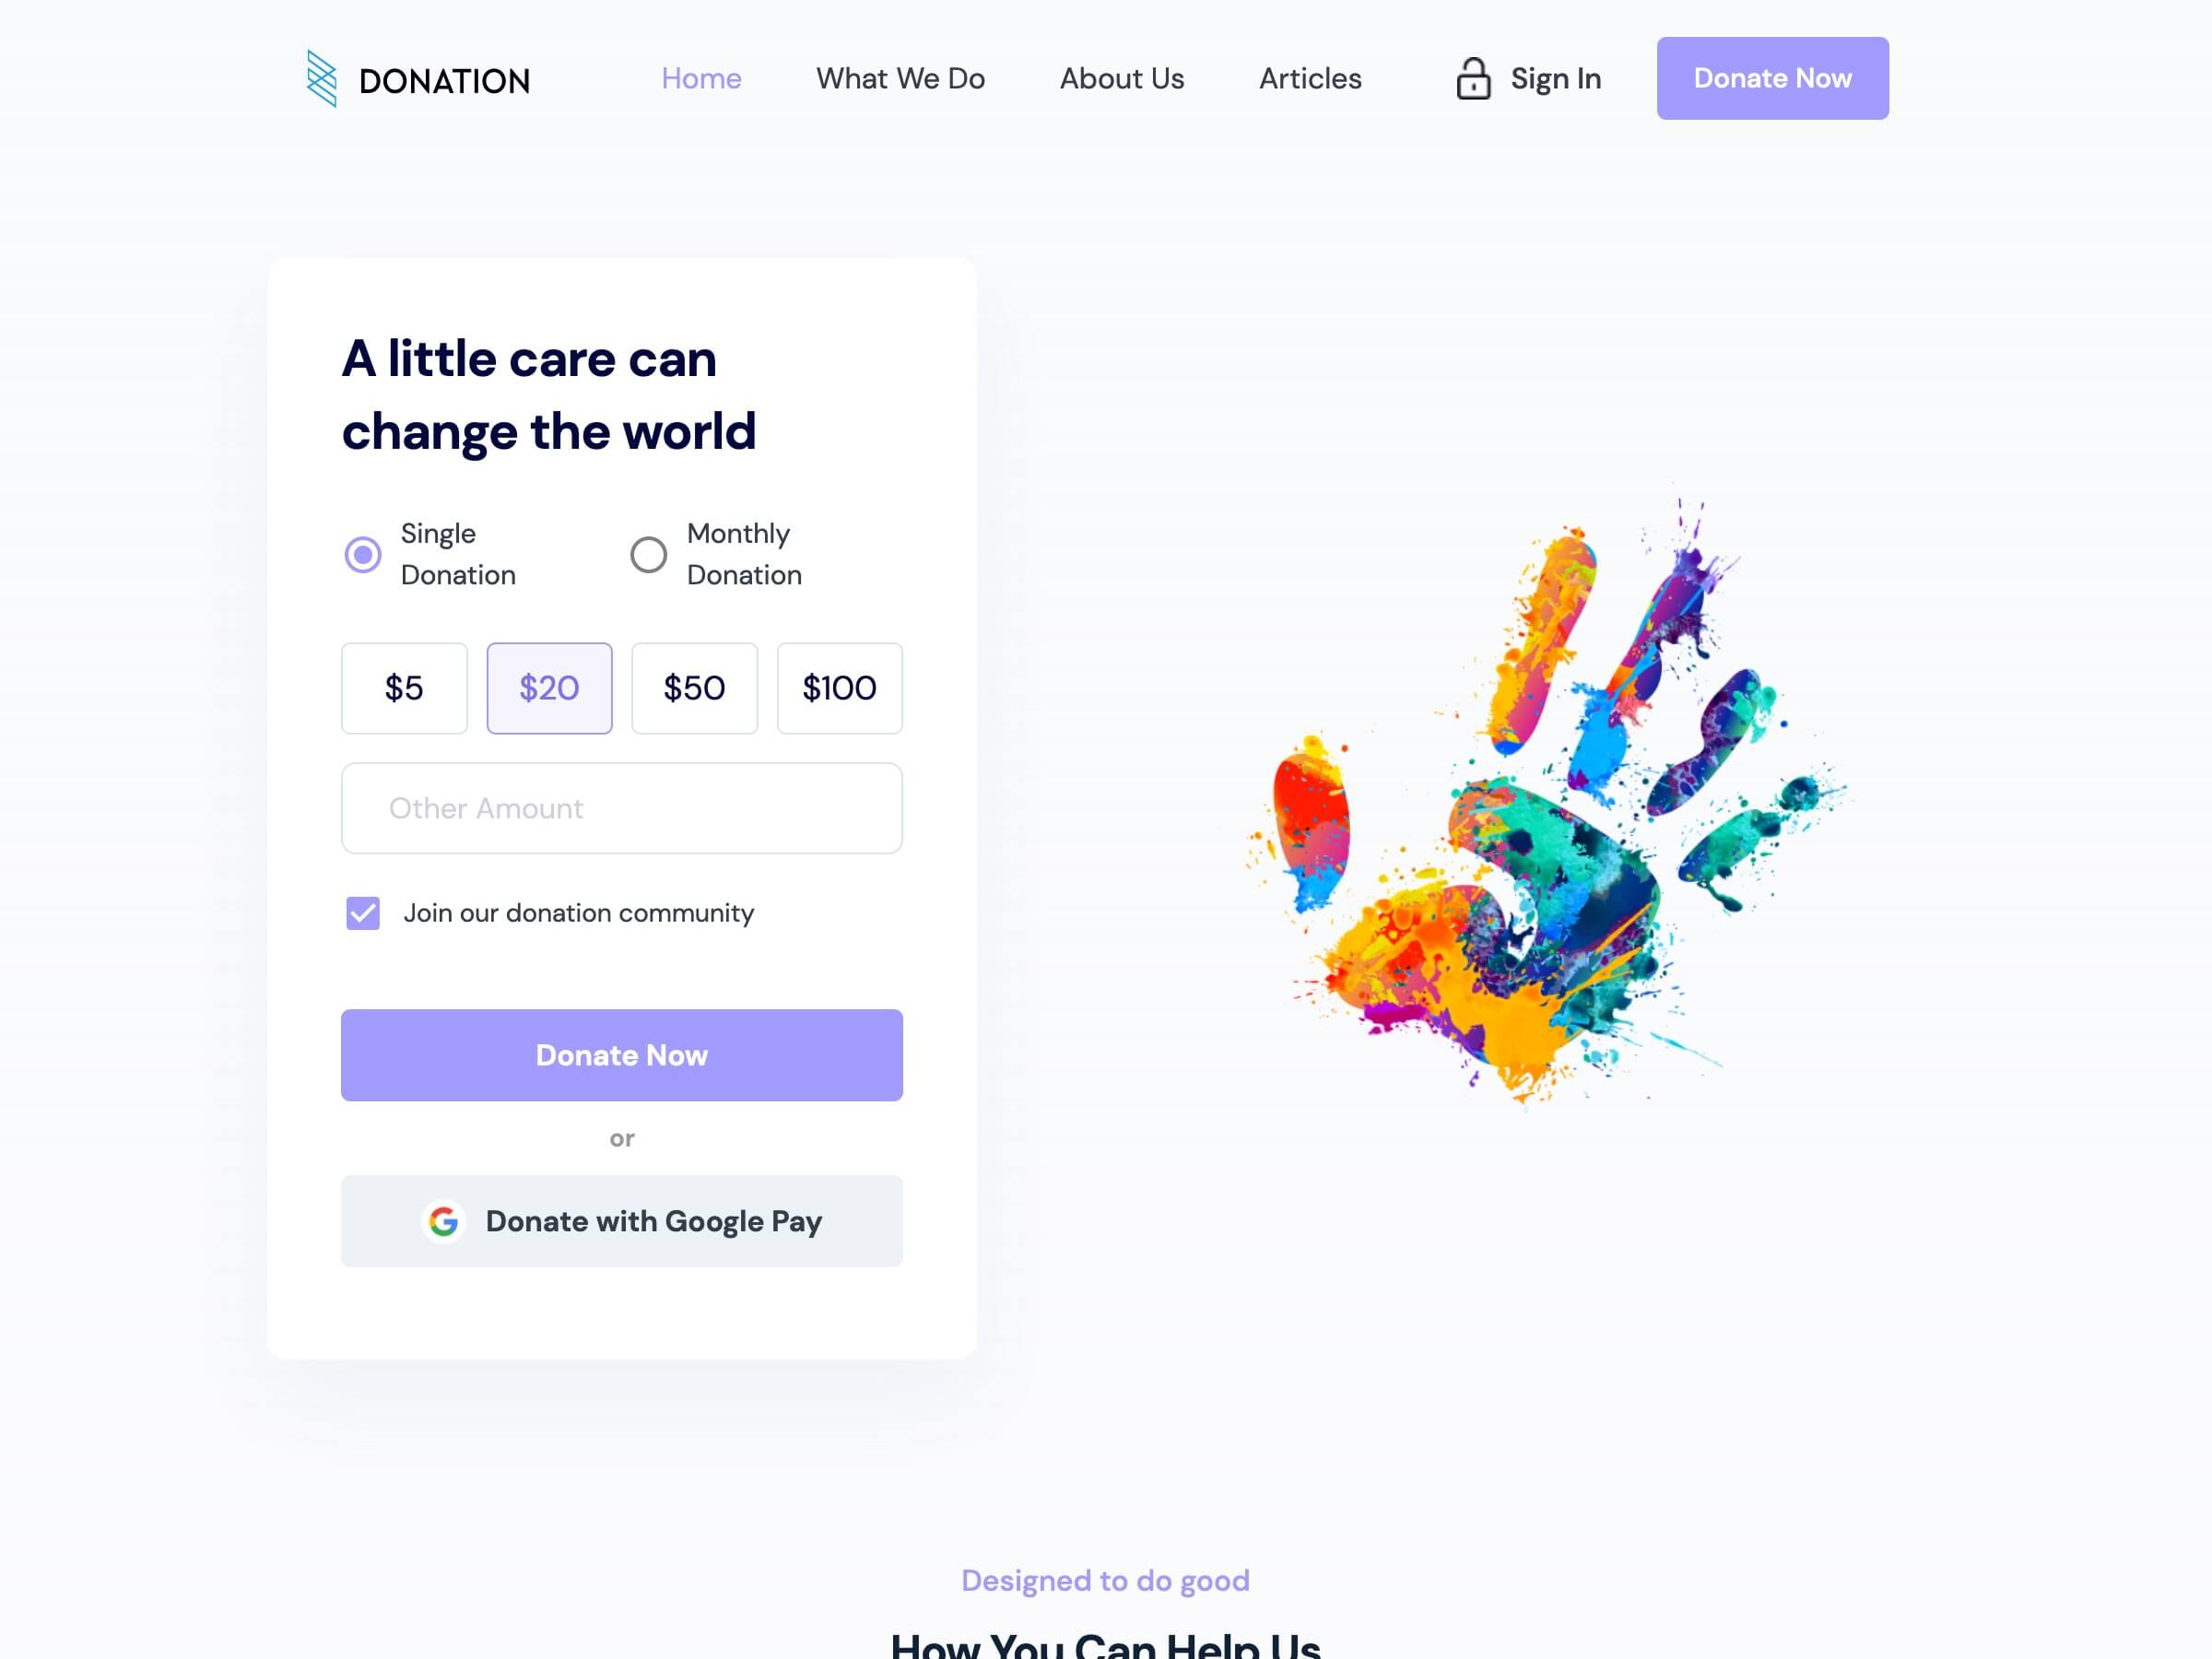 DONATION
Home
What We Do
About Us
Articles
Sign In
Donate Now
A little care can
change the world
Single
Donation
Monthly
Donation
$5
$20
$50
$100
Other Amount
Join our donation community
Donate Now
or
Donate with Google Pay
Designed to do good
How You Can Help Us